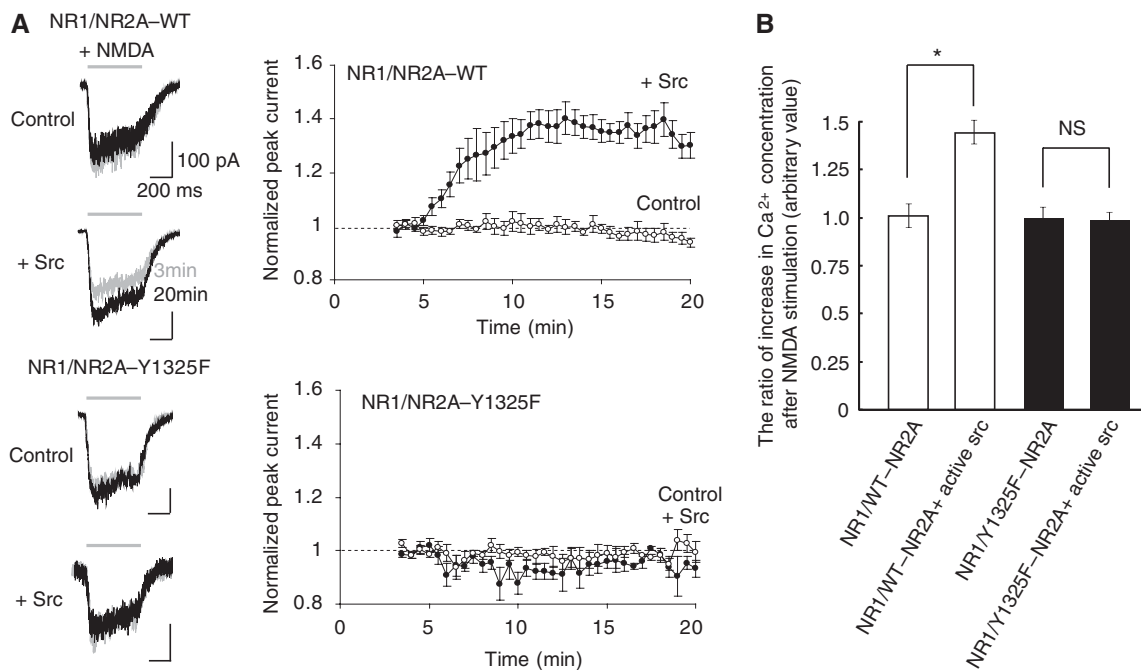 A
NR1/NR2A–WT
+ NMDA
Control
100 pA
200 ms
+ Src
3min
20min
NR1/NR2A–Y1325F
Control
+ Src
Normalized peak current
1.6
1.4
1.2
1
0.8
NR1/NR2A–WT
+ Src
Control
0
5
10
15
20
Time (min)
Normalized peak current
1.6
1.4
1.2
1
0.8
NR1/NR2A–Y1325F
Control
+ Src
0
5
10
15
20
Time (min)
B
The ratio of increase in Ca2+ concentration
after NMDA stimulation (arbitrary value)
1.5
1.25
1.0
0.75
0.5
1.25
0
*
NS
NR1/WT–NR2A
NR1/WT–NR2A+ active src
NR1/Y1325F–NR2A
NR1/Y1325F–NR2A+ active src